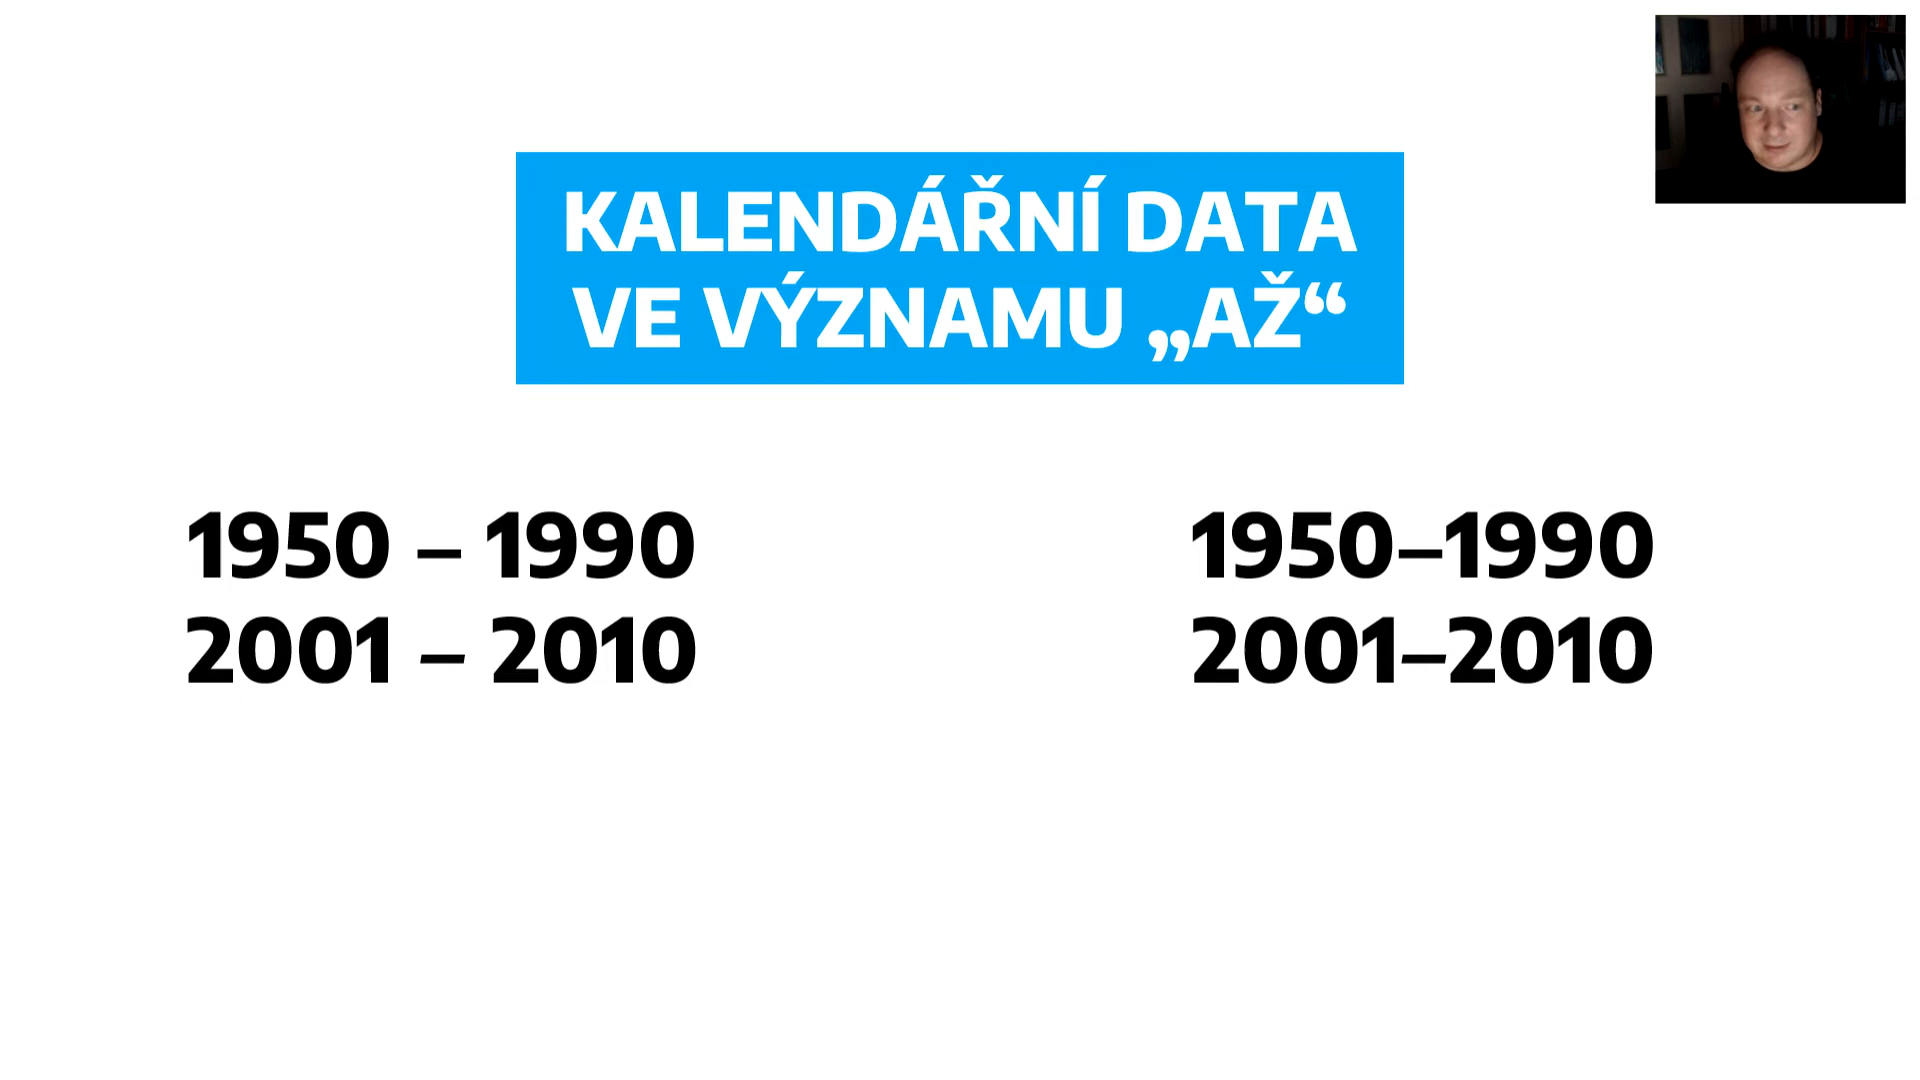 KALENDÁŘNÍ DATA
VE VÝZNAMU „AŽ“
1950 – 1990
2001 – 2010
1950–1990
2001–2010